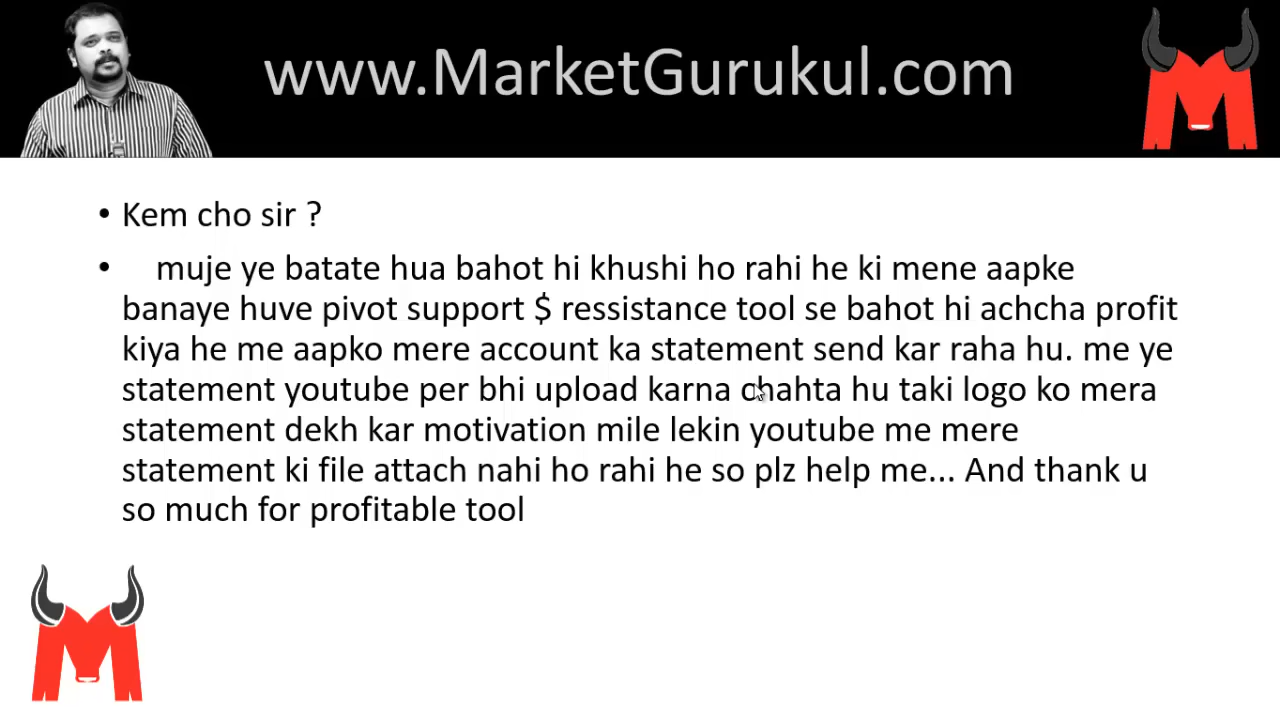 www.MarketGurukul.com
• Kem cho sir ?
• muje ye batate hua bahot hi khushi ho rahi he ki mene aapke
banaye huve pivot support $ ressistance tool se bahot hi achcha profit
kiya he me aapko mere account ka statement send kar raha hu. me ye
statement youtube per bhi upload karna chahta hu taki logo ko mera
statement dekh kar motivation mile lekin youtube me mere
statement ki file attach nahi ho rahi he so plz help me... And thank u
so much for profitable tool